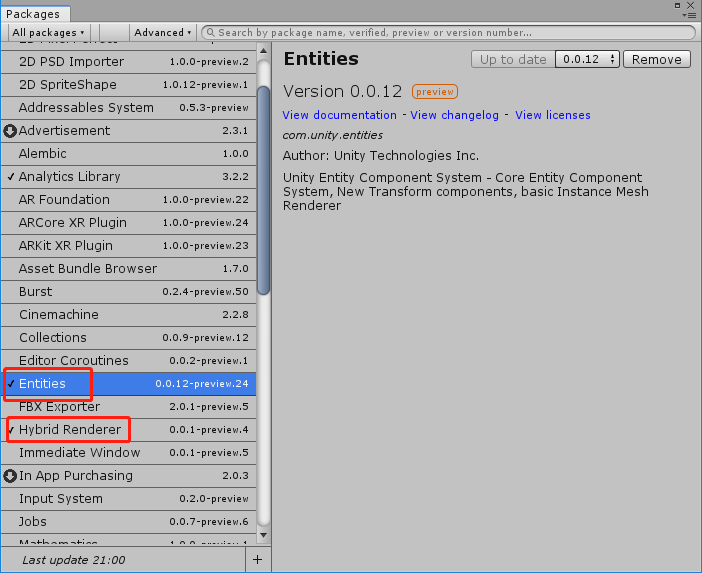 Packages
All packages
Advanced
Search by package name, verified, preview or version number...
2D PSD Importer 1.0.0-preview.2
2D SpriteShape 1.0.12-preview.1
Addressables System 0.5.3-preview
Advertisement 2.3.1
Alembic 1.0.0
Analytics Library 3.2.2
AR Foundation 1.0.0-preview.22
ARCore XR Plugin 1.0.0-preview.24
ARKit XR Plugin 1.0.0-preview.23
Asset Bundle Browser 1.7.0
Burst 0.2.4-preview.50
Cinemachine 2.2.8
Collections 0.0.9-preview.12
Editor Coroutines 0.0.2-preview.1
Entities 0.0.12-preview.24
FBX Exporter 2.0.1-preview.5
Hybrid Renderer 0.0.1-preview.4
Immediate Window 0.0.1-preview.5
In App Purchasing 2.0.3
Input System 0.2.0-preview
Jobs 0.0.7-preview.6
Last update 21:00
+
Entities
Up to date
0.0.12
Remove
Version 0.0.12 preview
View documentation - View changelog - View licenses
com.unity.entities
Author: Unity Technologies Inc.
Unity Entity Component System - Core Entity Component
System, New Transform components, basic Instance Mesh
Renderer